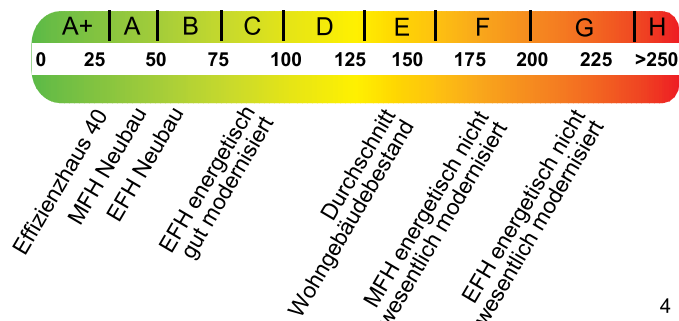 A+ A B C D E F G H
0 25 50 75 100 125 150 175 200 225 >250
Effizienzhaus 40
MFH Neubau
EFH Neubau
EFH energetisch
gut modernisiert
Durchschnitt
Wohngebäudebestand
MFH energetisch nicht
wesentlich modernisiert
EFH energetisch nicht
wesentlich modernisiert
4